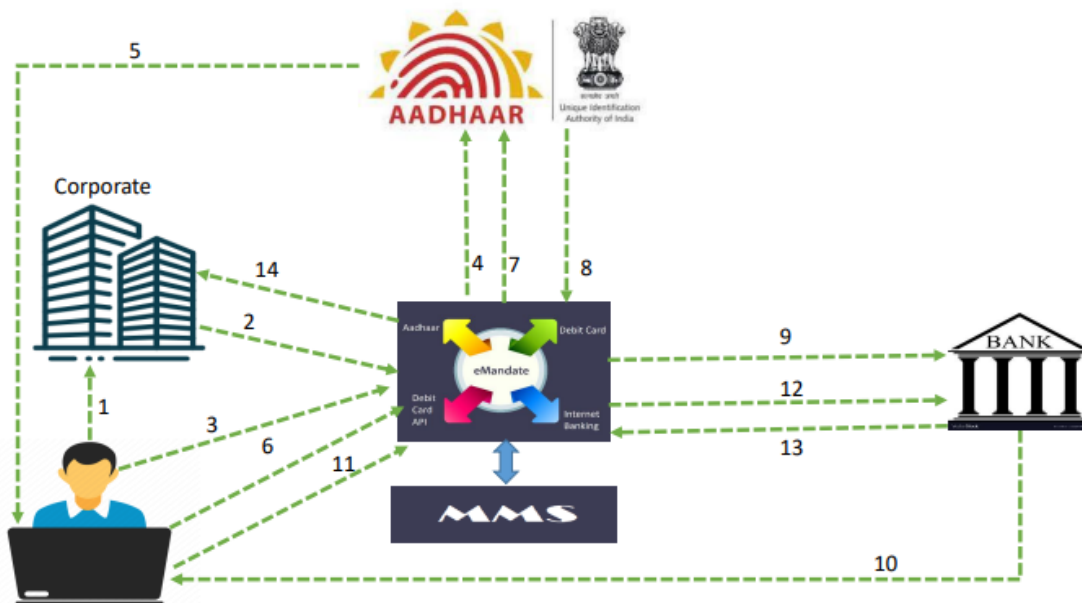 5
AADHAAR
Unique Identification
Authority of India
Corporate
4
7
8
14
2
Aadhaar
Debit Card
eMandate
Debit
Card
API
Internet
Banking
9
BANK
12
13
1
3
6
11
MMS
10